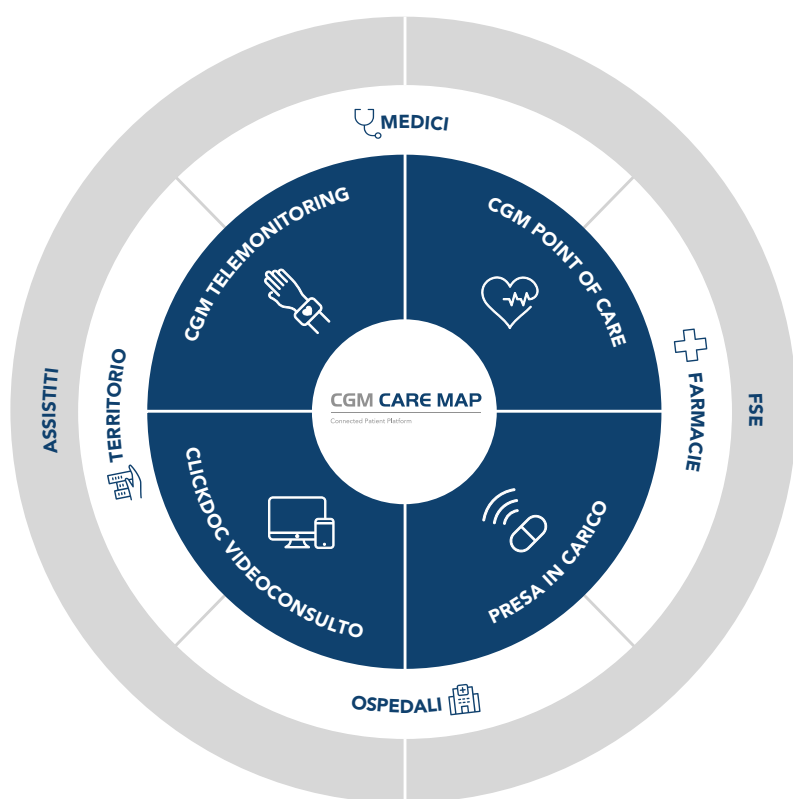 MEDICI
CGM TELEMONITORING
CGM POINT OF CARE
ASSISTITI
TERRITORIO
CGM CARE MAP
Connected Patient Platform
FARMACIE
FSE
CLICKDOC VIDEOCONSULTO
PRESA IN CARICO
OSPEDALI